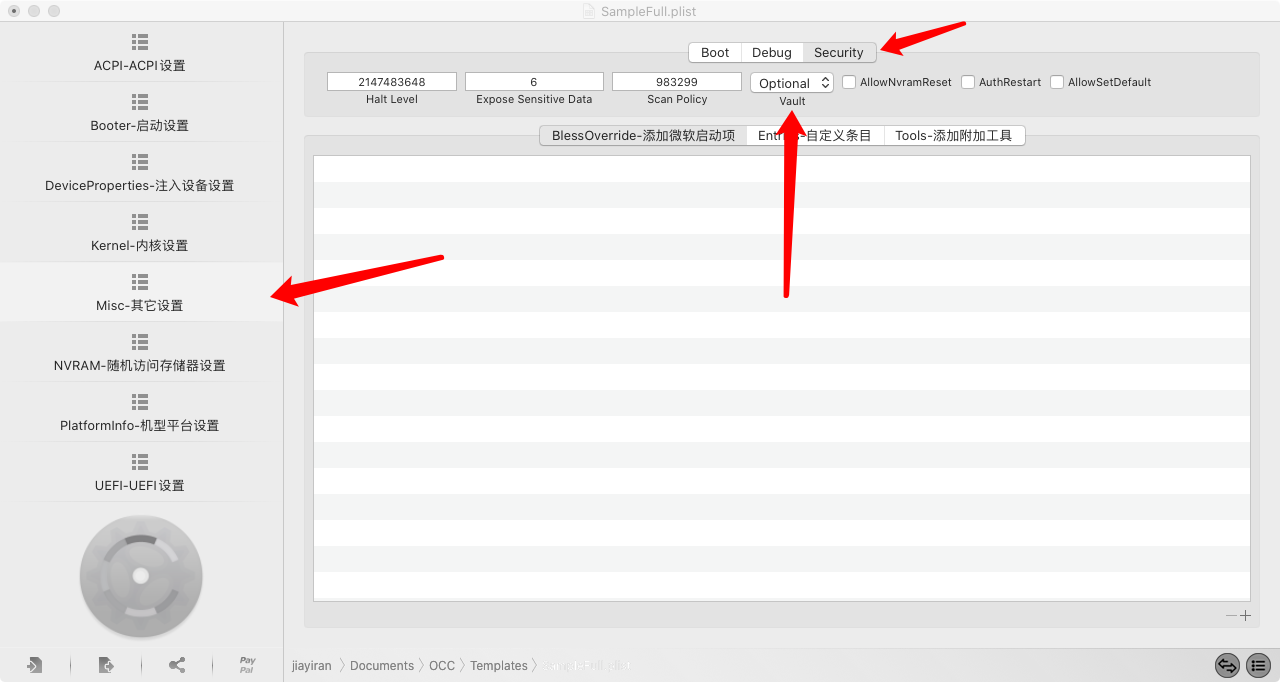 SampleFull.plist
ACPI-ACPI设置
Booter-启动设置
DeviceProperties-注入设备设置
Kernel-内核设置
Misc-其它设置
NVRAM-随机访问存储器设置
PlatformInfo-机型平台设置
UEFI-UEFI设置
Pay
Pal
Boot Debug Security
2147483648 6 983299 Optional AllowNvramReset AuthRestart AllowSetDefault
Halt Level Expose Sensitive Data Scan Policy Vault
BlessOverride-添加微软启动项 Entries-自定义条目 Tools-添加附加工具
jiayiran Documents OCC Templates SampleFull.plist